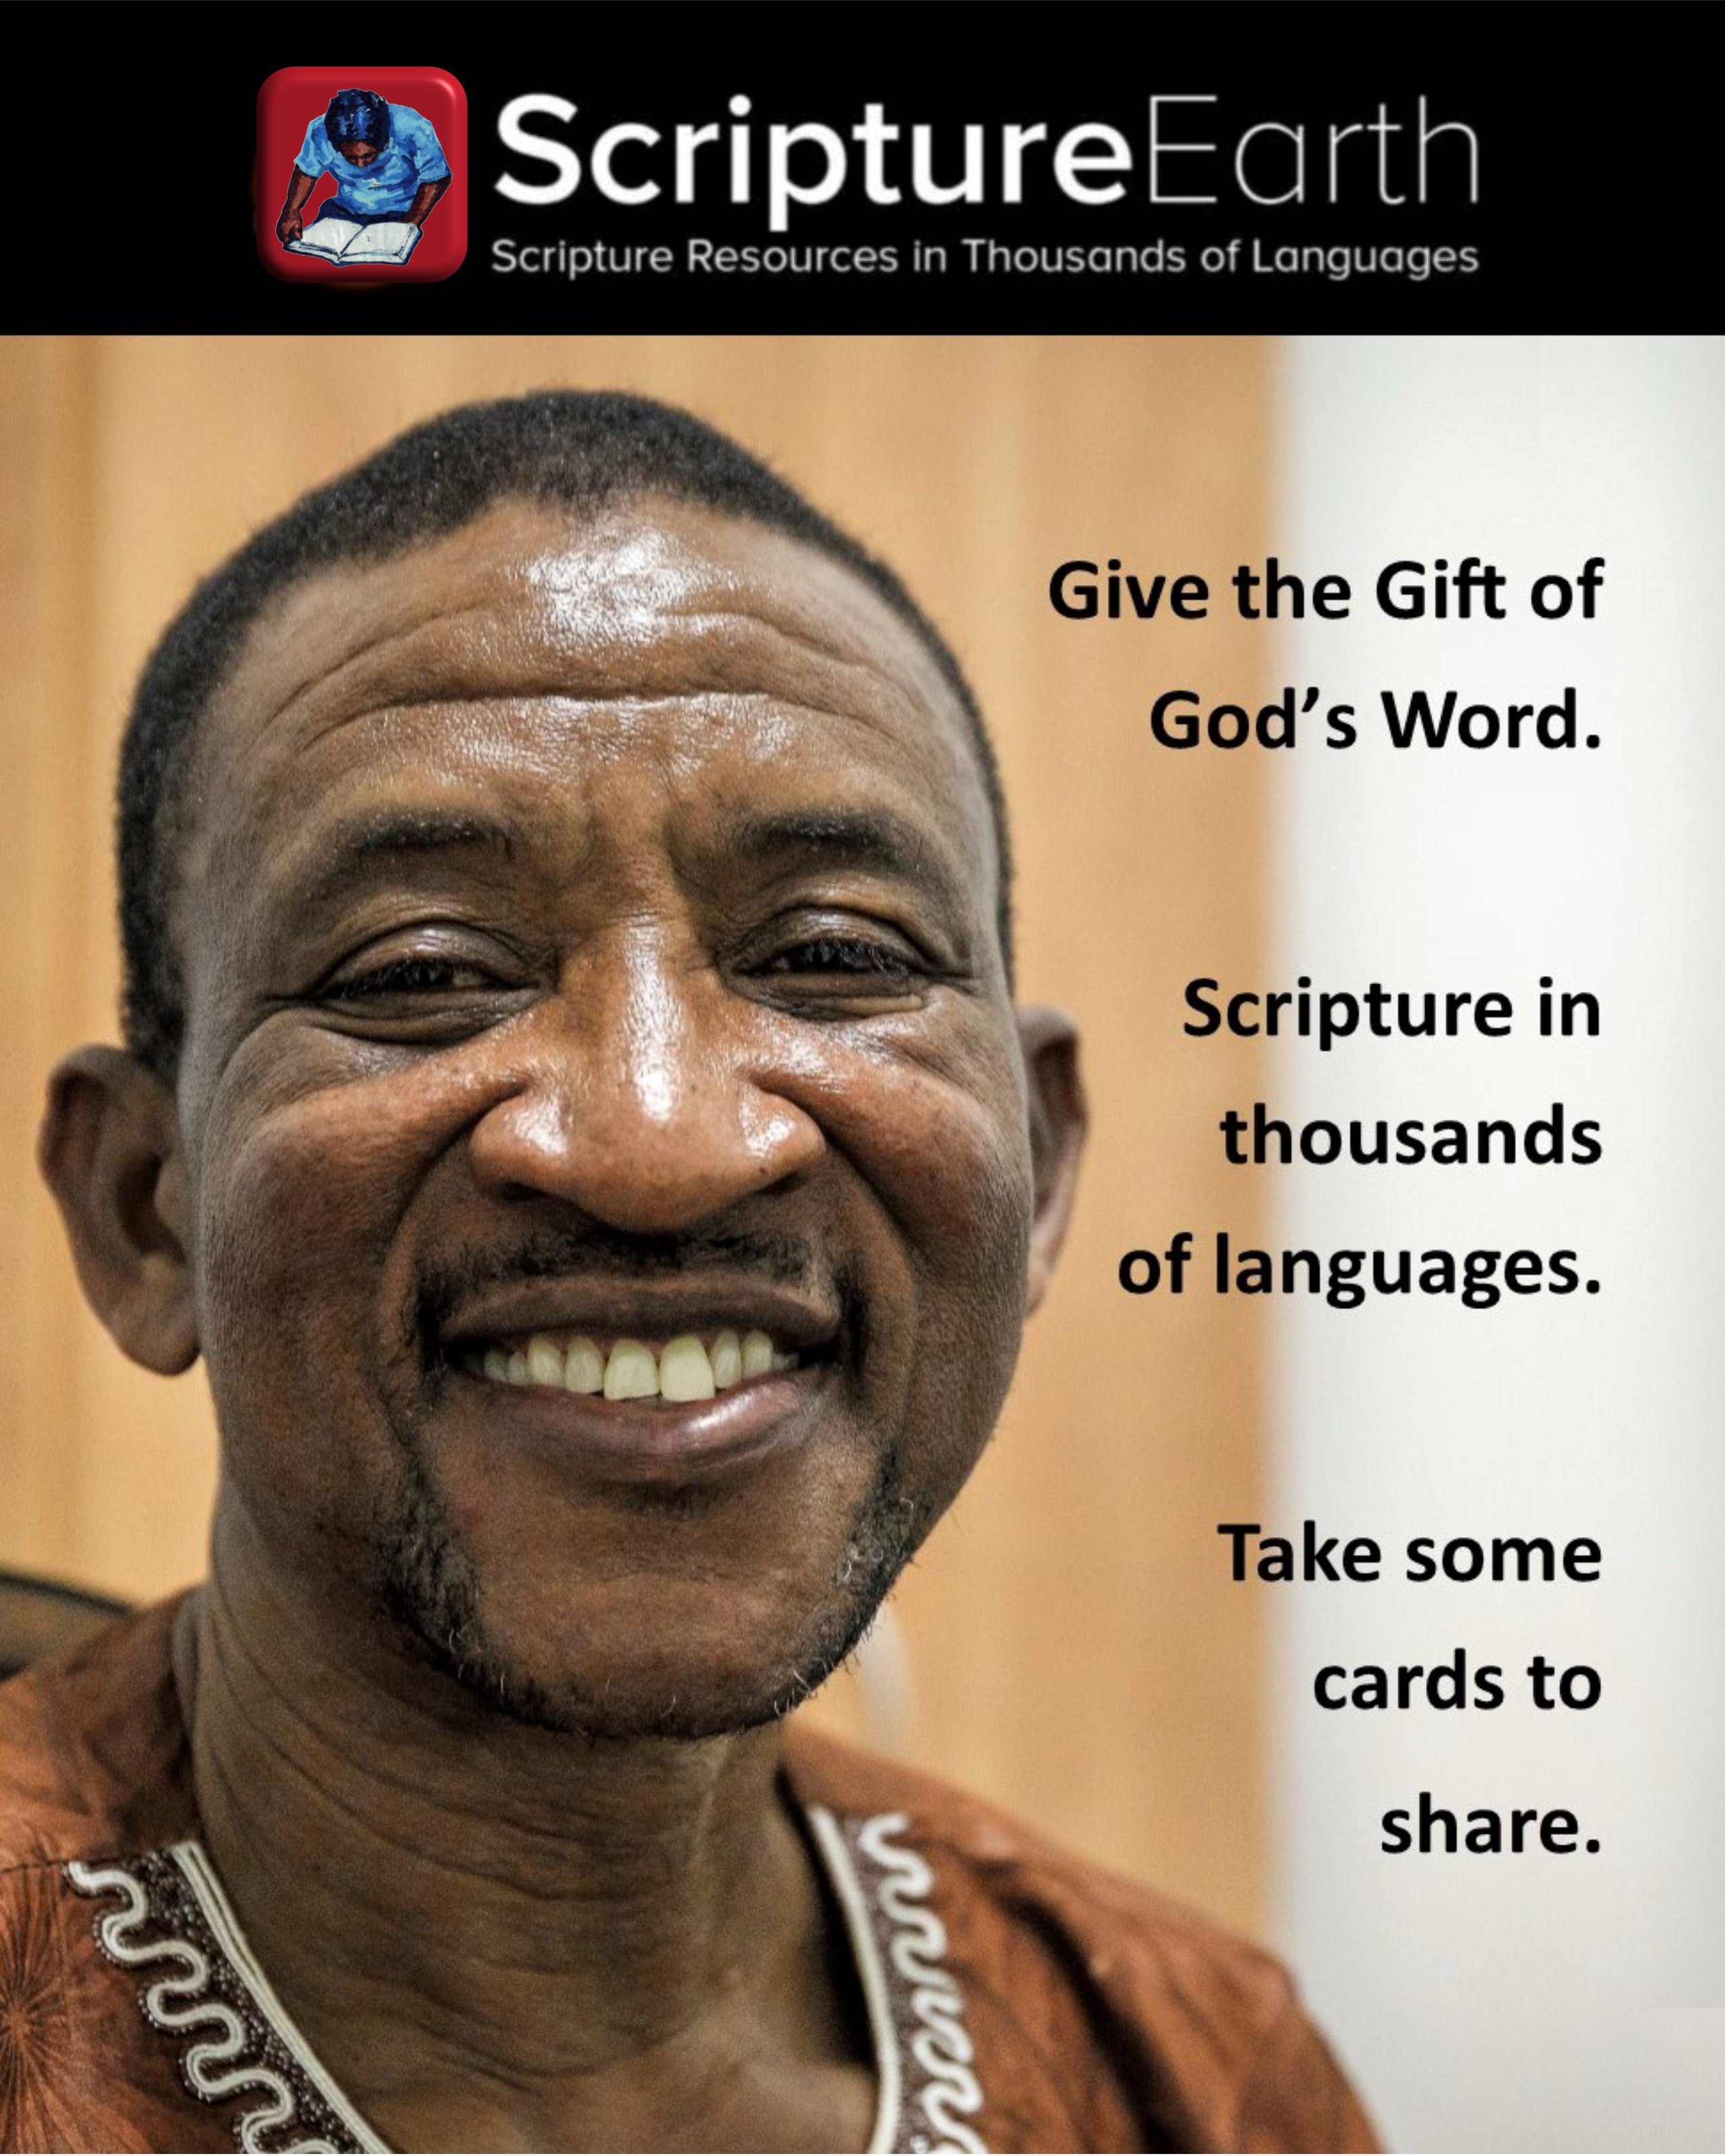 ScriptureEarth
Scripture Resources in Thousands of Languages
Give the Gift of
God’s Word.
Scripture in
thousands
of languages.
Take some
cards to
share.